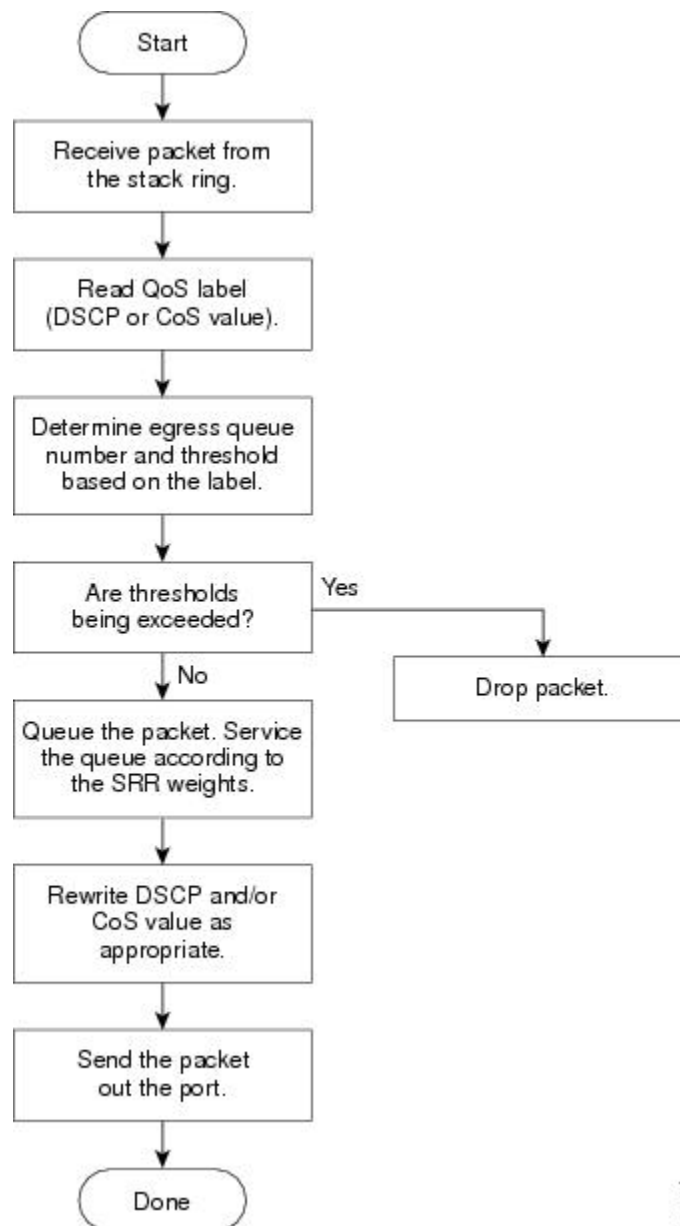 Start
Receive packet from
the stack ring.
Read QoS label
(DSCP or CoS value).
Determine egress queue
number and threshold
based on the label.
Are thresholds
being exceeded?
Yes
Drop packet.
No
Queue the packet. Service
the queue according to
the SRR weights.
Rewrite DSCP and/or
CoS value as
appropriate.
Send the packet
out the port.
Done